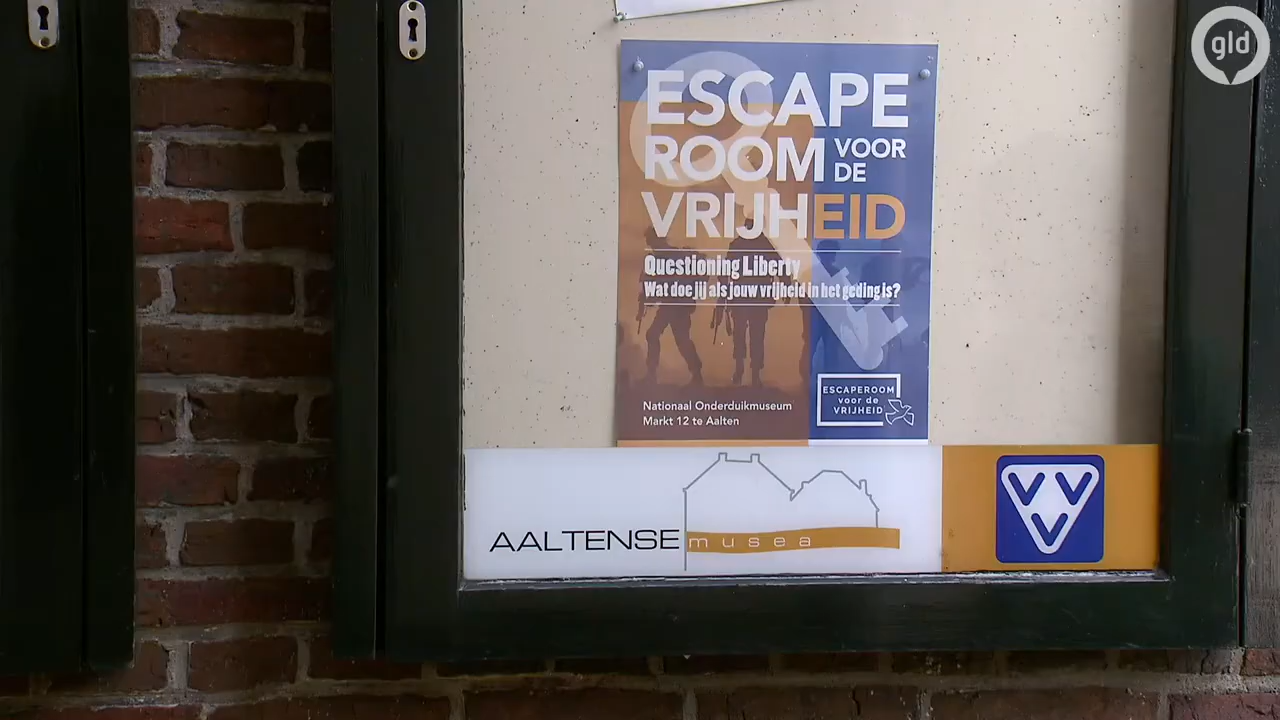 gld
ESCAPE
ROOM VOOR
DE
VRIJHEID
Questioning Liberty
Wat doe jij als jouw vrijheid in het geding is?
ESCAPEROOM
voor de
VRIJHEID
Nationaal Onderduikmuseum
Markt 12 te Aalten
AALTENSE musea
VVV